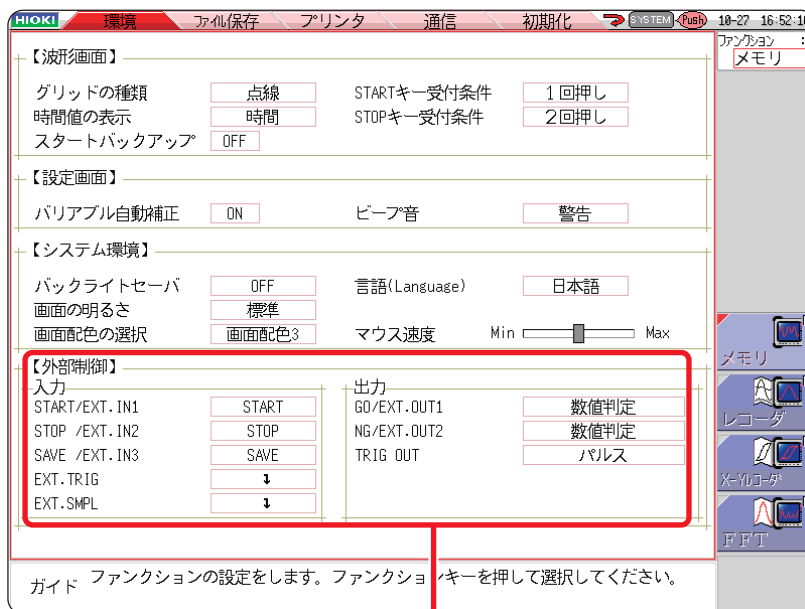 HIOKI 環境 ファイル保存 プリンタ 通信 初期化 SYSTEM Push 10-27 16:52:1
ファンクション :
メモリ
【波形画面】
グリッドの種類 点線 STARTキー受付条件 1回押し
時間値の表示 時間 STOPキー受付条件 2回押し
スタートバックアップ OFF
【設定画面】
バリアブル自動補正 ON ビープ音 警告
【システム環境】
バックライトセーバ OFF 言語(Language) 日本語
画面の明るさ 標準
画面配色の選択 画面配色3 マウス速度 Min Max
【外部制御】
入力 出力
START/EXT.IN1 START GO/EXT.OUT1 数値判定
STOP /EXT.IN2 STOP NG/EXT.OUT2 数値判定
SAVE /EXT.IN3 SAVE TRIG OUT パルス
EXT.TRIG ↴
EXT.SMPL ↴
メモリ
レコーダ
X-Yレコーダ
FFT
ガイド ファンクションの設定をします。ファンクションキーを押して選択してください。